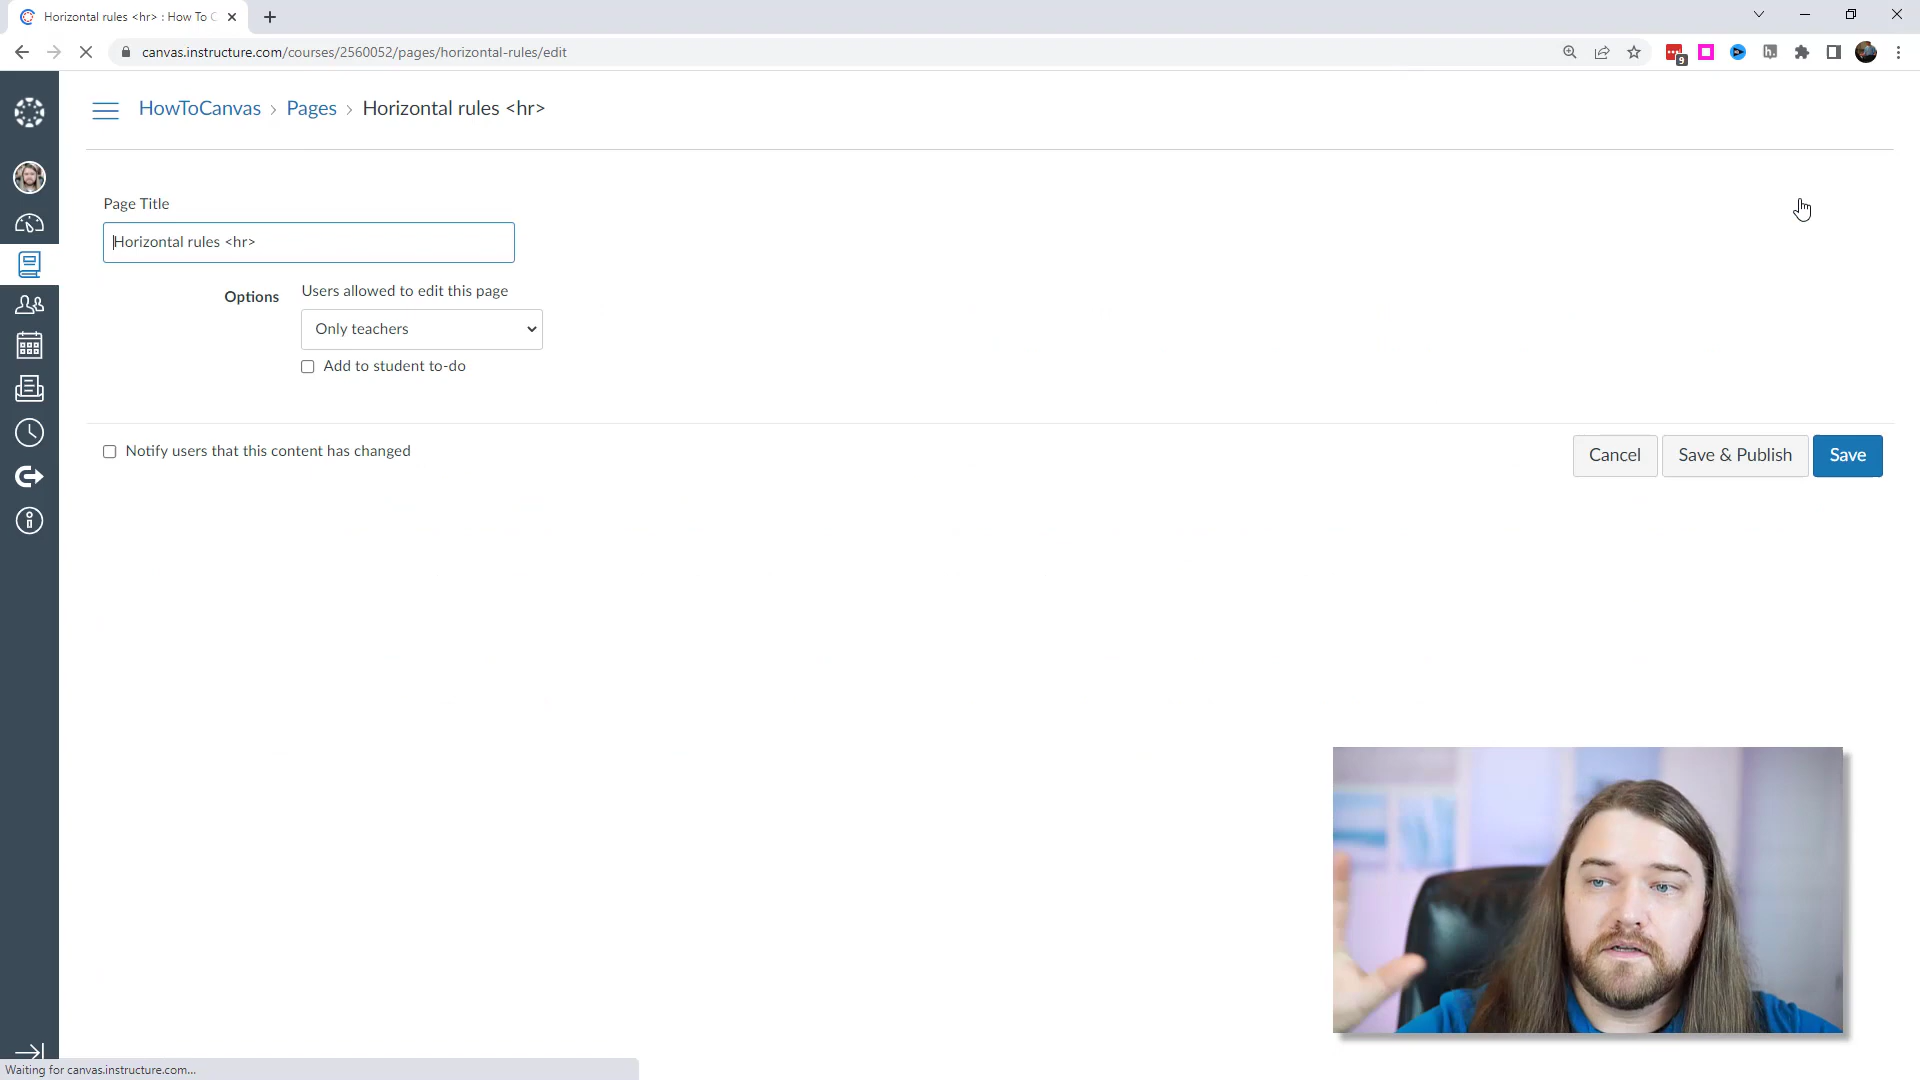 Horizontal rules <hr> : How To C
canvas.instructure.com/courses/2560052/pages/horizontal-rules/edit
9
h.
HowToCanvas > Pages > Horizontal rules <hr>
Page Title
Horizontal rules <hr>
Options
Users allowed to edit this page
Only teachers
Add to student to-do
Notify users that this content has changed
Cancel
Save & Publish
Save
Waiting for canvas.instructure.com...